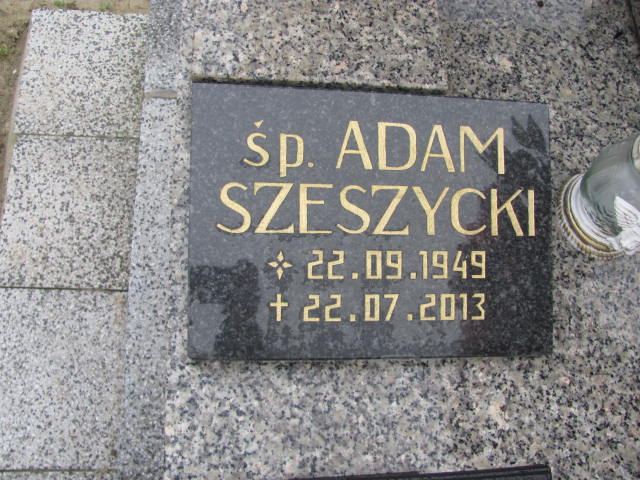 śp. ADAM
SZESZYCKI
22.09.1949
22.07.2013